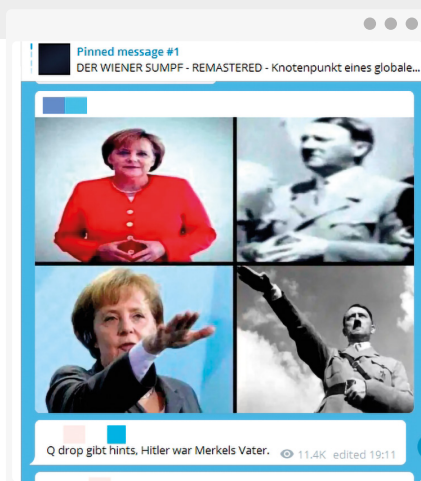 Pinned message #1
DER WIENER SUMPF - REMASTERED - Knotenpunkt eines globale...
Q drop gibt hints, Hitler war Merkels Vater.
11.4K edited 19:11